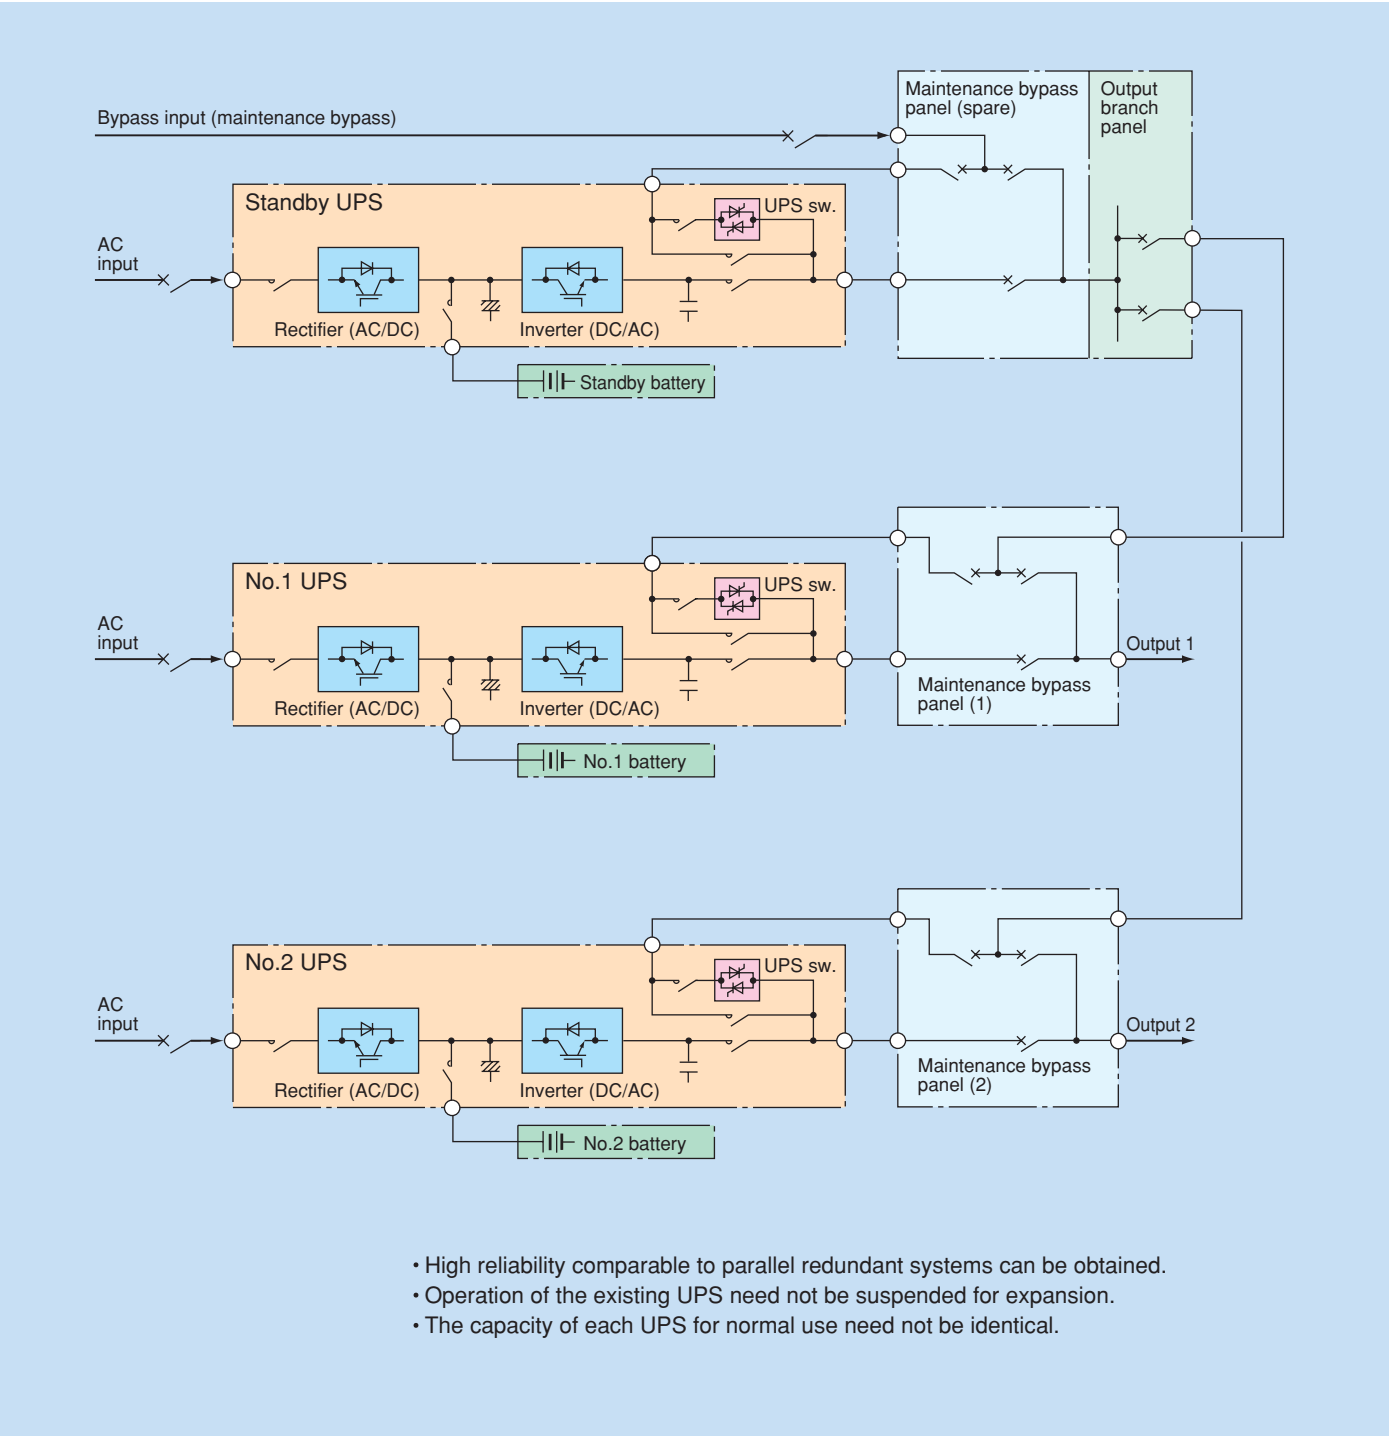 Maintenance bypass
panel (spare)
Output
branch
panel
Bypass input (maintenance bypass)
Standby UPS
UPS sw.
AC
input
Rectifier (AC/DC)
Inverter (DC/AC)
Standby battery
No.1 UPS
UPS sw.
AC
input
Output 1
Rectifier (AC/DC)
Inverter (DC/AC)
Maintenance bypass
panel (1)
No.1 battery
No.2 UPS
UPS sw.
AC
input
Output 2
Rectifier (AC/DC)
Inverter (DC/AC)
Maintenance bypass
panel (2)
No.2 battery
• High reliability comparable to parallel redundant systems can be obtained.
• Operation of the existing UPS need not be suspended for expansion.
• The capacity of each UPS for normal use need not be identical.